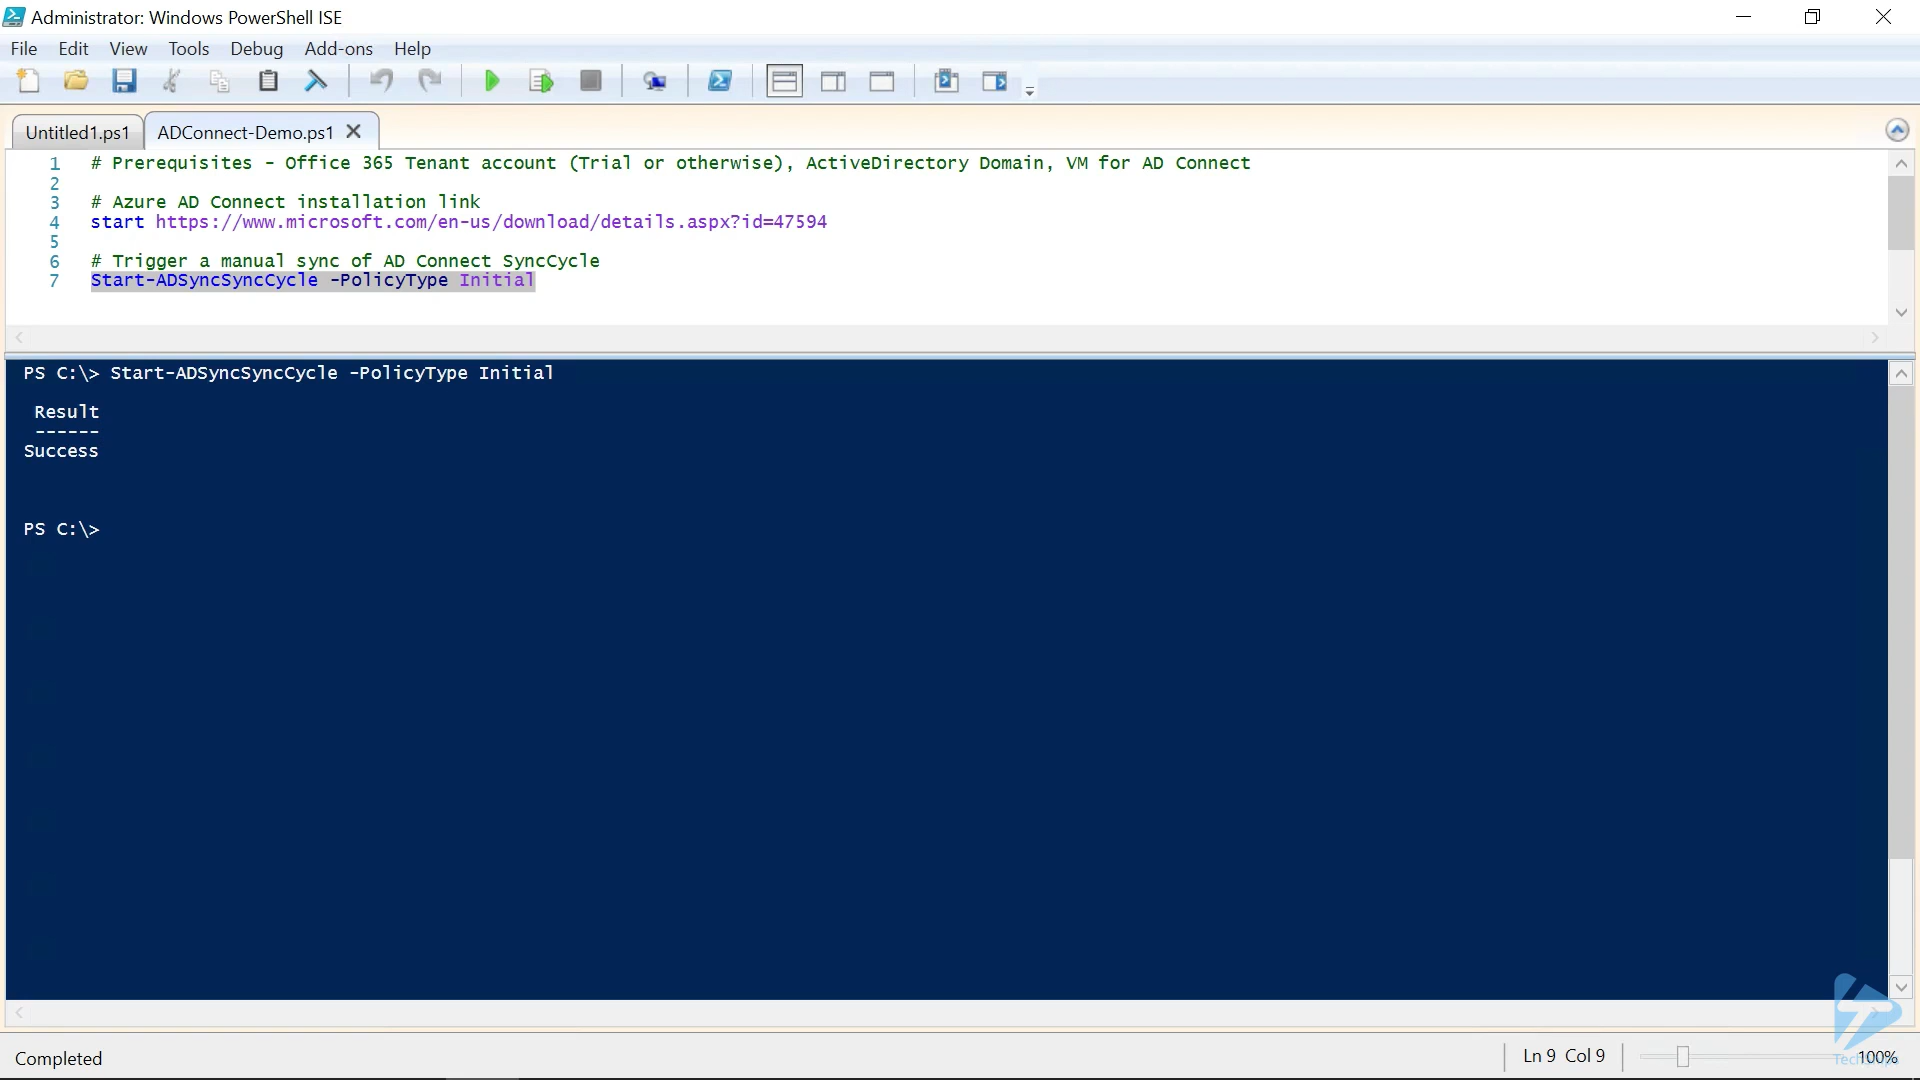 Administrator: Windows PowerShell ISE
File Edit View Tools Debug Add-ons Help
Untitled1.ps1 ADConnect-Demo.ps1
1 # Prerequisites - Office 365 Tenant account (Trial or otherwise), ActiveDirectory Domain, VM for AD Connect
2
3 # Azure AD Connect installation link
4 start https://www.microsoft.com/en-us/download/details.aspx?id=47594
5
6 # Trigger a manual sync of AD Connect SyncCycle
7 Start-ADSyncSyncCycle -PolicyType Initial
PS C:\> Start-ADSyncSyncCycle -PolicyType Initial
Result
------
Success
PS C:\>
Completed
Ln 9 Col 9
100%